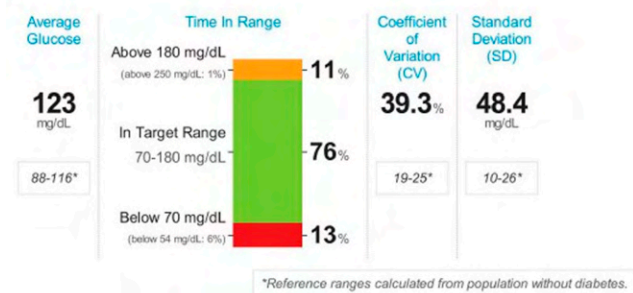 Average
Glucose
123
mg/dL
88-116*
Time In Range
Above 180 mg/dL
(above 250 mg/dL: 1%)
11%
In Target Range
70-180 mg/dL
76%
Below 70 mg/dL
(below 54 mg/dL: 6%)
13%
Coefficient
of
Variation
(CV)
39.3%
19-25*
Standard
Deviation
(SD)
48.4
mg/dL
10-26*
*Reference ranges calculated from population without diabetes.